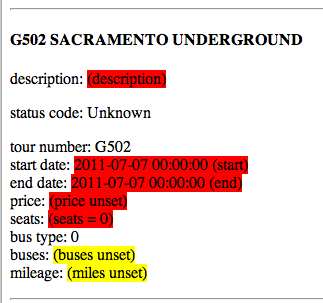 G502 SACRAMENTO UNDERGROUND
description: (description)
status code: Unknown
tour number: G502
start date: 2011-07-07 00:00:00 (start)
end date: 2011-07-07 00:00:00 (end)
price: (price unset)
seats: (seats = 0)
bus type: 0
buses: (buses unset)
mileage: (miles unset)